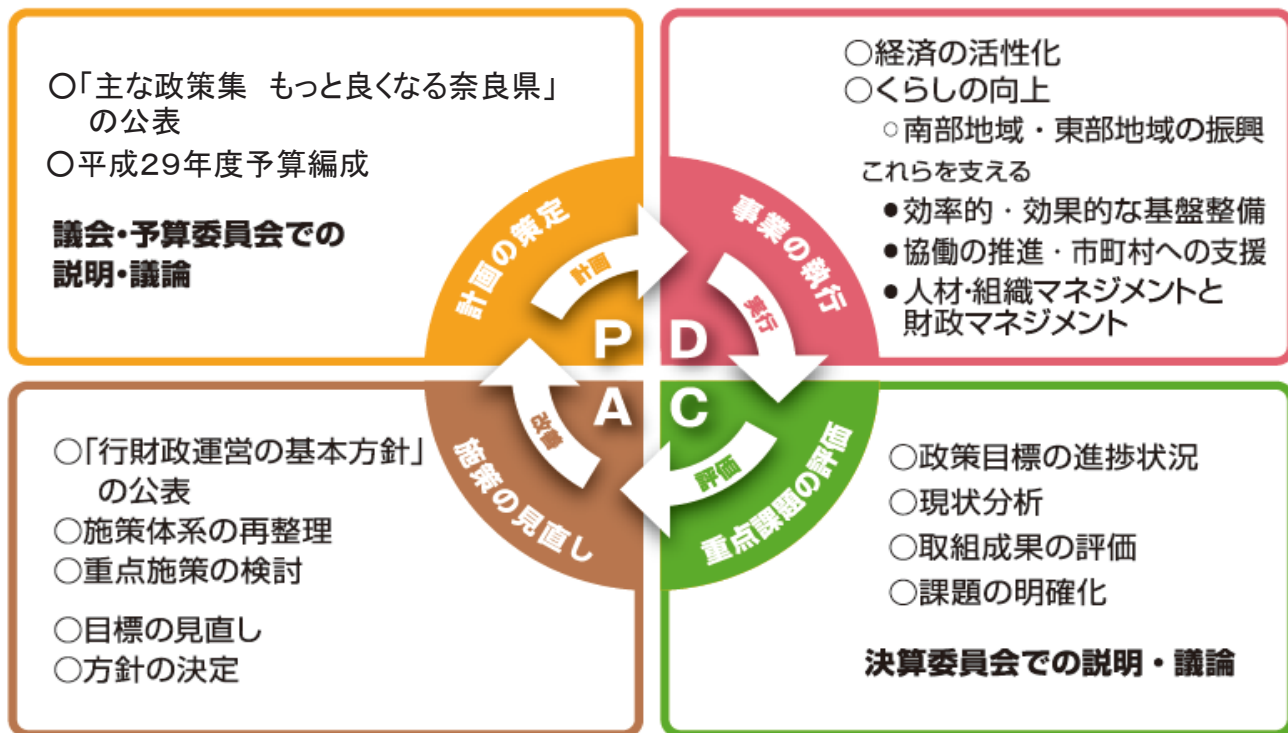 ○「主な政策集　もっと良くなる奈良県」
の公表
○平成29年度予算編成
議会・予算委員会での
説明・議論
計画の策定
計画
P
○経済の活性化
○くらしの向上
○南部地域・東部地域の振興
これらを支える
●効率的・効果的な基盤整備
●協働の推進・市町村への支援
●人材・組織マネジメントと
財政マネジメント
事業の執行
実行
D
○政策目標の進捗状況
○現状分析
○取組成果の評価
○課題の明確化
決算委員会での説明・議論
重点課題の評価
評価
C
○「行財政運営の基本方針」
の公表
○施策体系の再整理
○重点施策の検討
○目標の見直し
○方針の決定
施策の見直し
改善
A